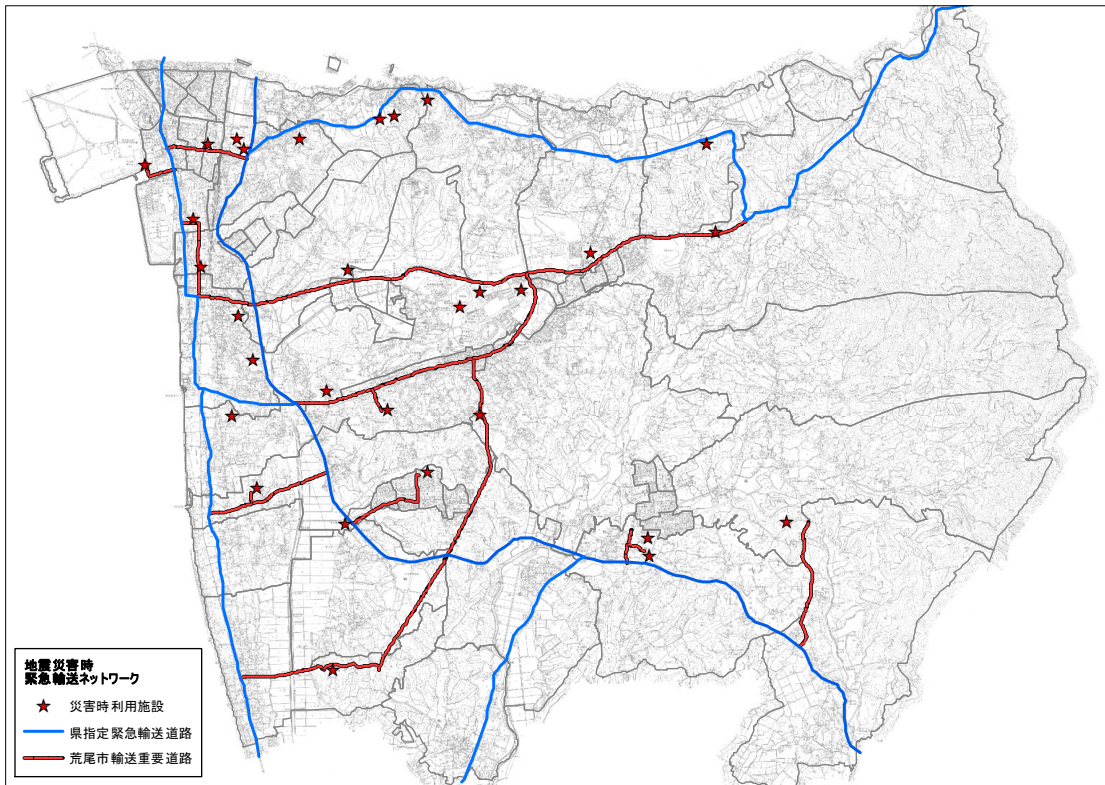 地震災害時
緊急輸送ネットワーク
災害時利用施設
県指定緊急輸送道路
荒尾市輸送重要道路